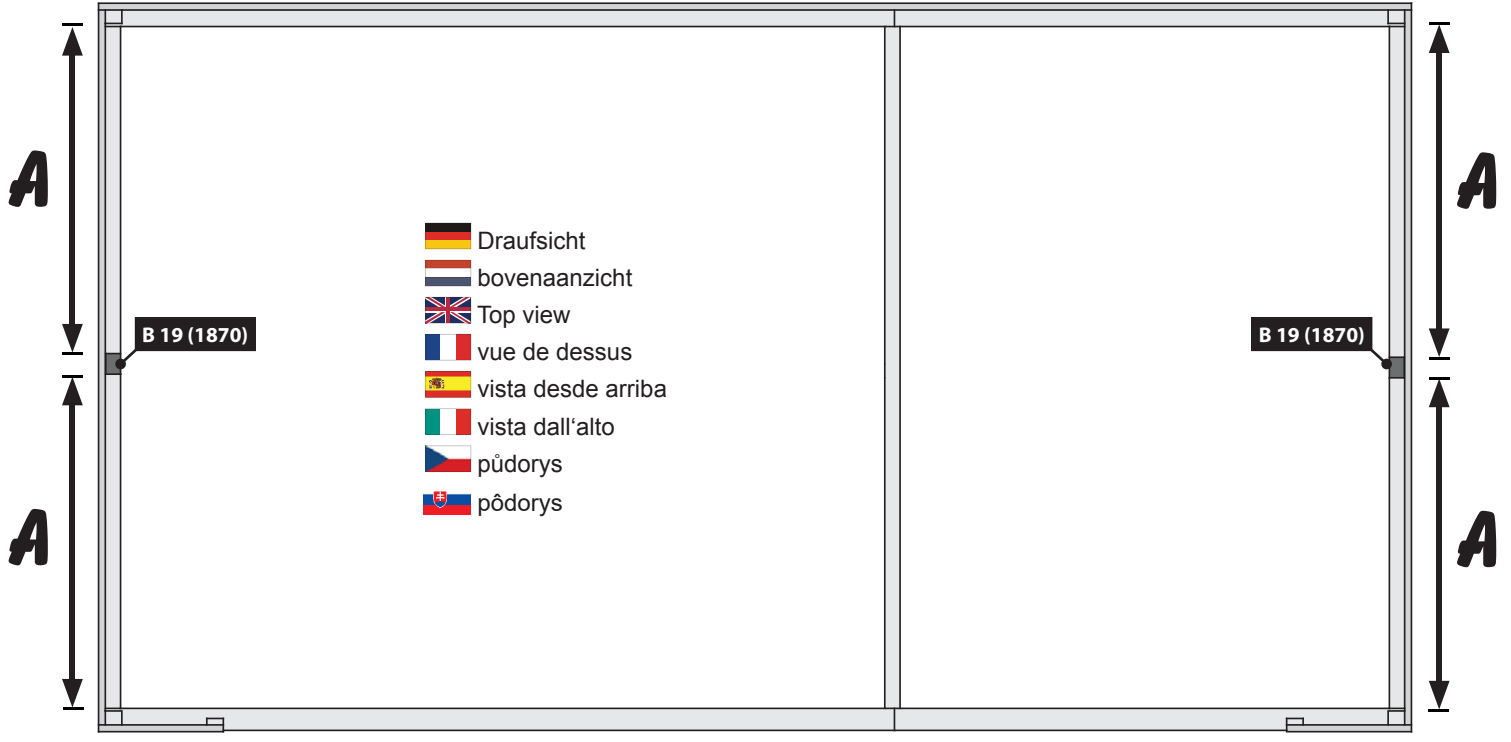 A
A
Draufsicht
bovenaanzicht
Top view
B 19 (1870)
B 19 (1870)
vue de dessus
vista desde arriba
vista dall‘alto
půdorys
pôdorys
A
A